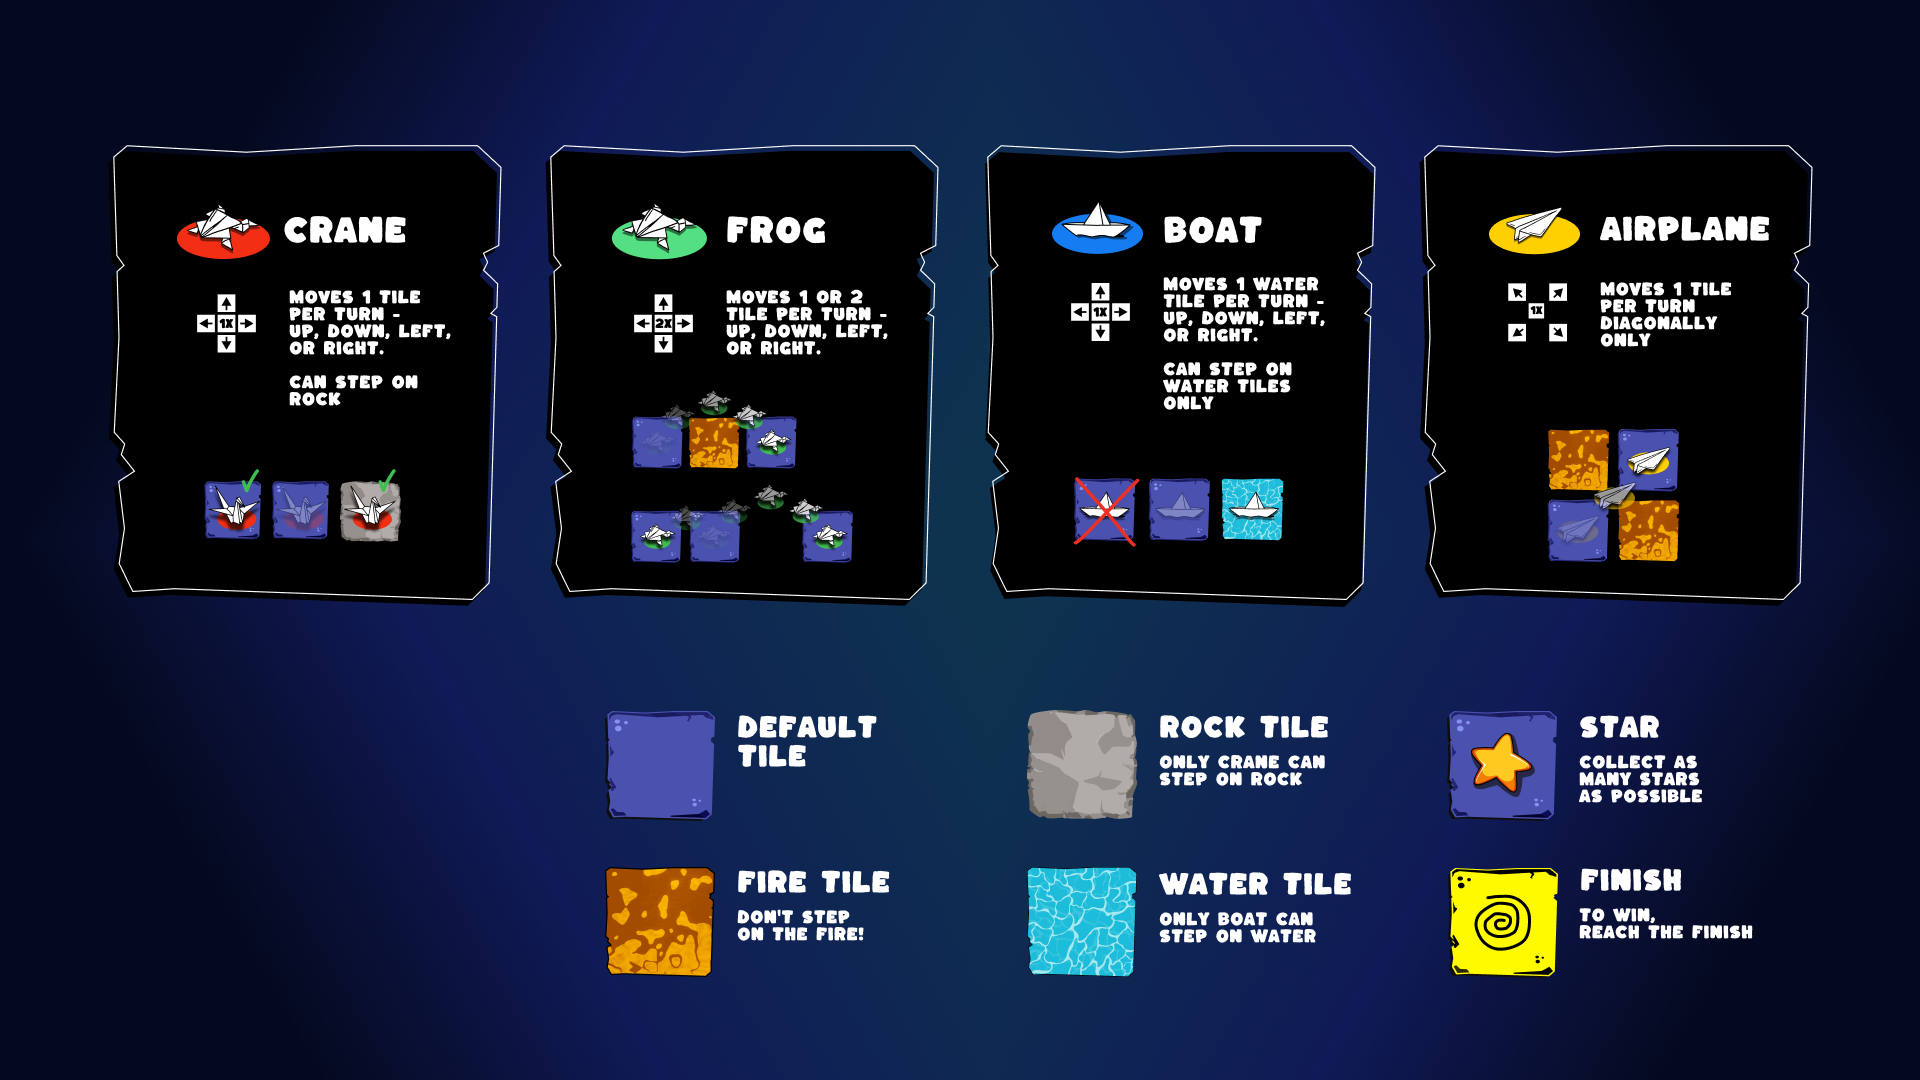 CRANE
1X
MOVES 1 TILE
PER TURN -
UP, DOWN, LEFT,
OR RIGHT.
CAN STEP ON
ROCK
FROG
2X
MOVES 1 OR 2
TILE PER TURN -
UP, DOWN, LEFT,
OR RIGHT.
BOAT
1X
MOVES 1 WATER
TILE PER TURN -
UP, DOWN, LEFT,
OR RIGHT.
CAN STEP ON
WATER TILES
ONLY
AIRPLANE
1X
MOVES 1 TILE
PER TURN
DIAGONALLY
ONLY
DEFAULT
TILE
ROCK TILE
ONLY CRANE CAN
STEP ON ROCK
STAR
COLLECT AS
MANY STARS
AS POSSIBLE
FIRE TILE
DON'T STEP
ON THE FIRE!
WATER TILE
ONLY BOAT CAN
STEP ON WATER
FINISH
TO WIN,
REACH THE FINISH